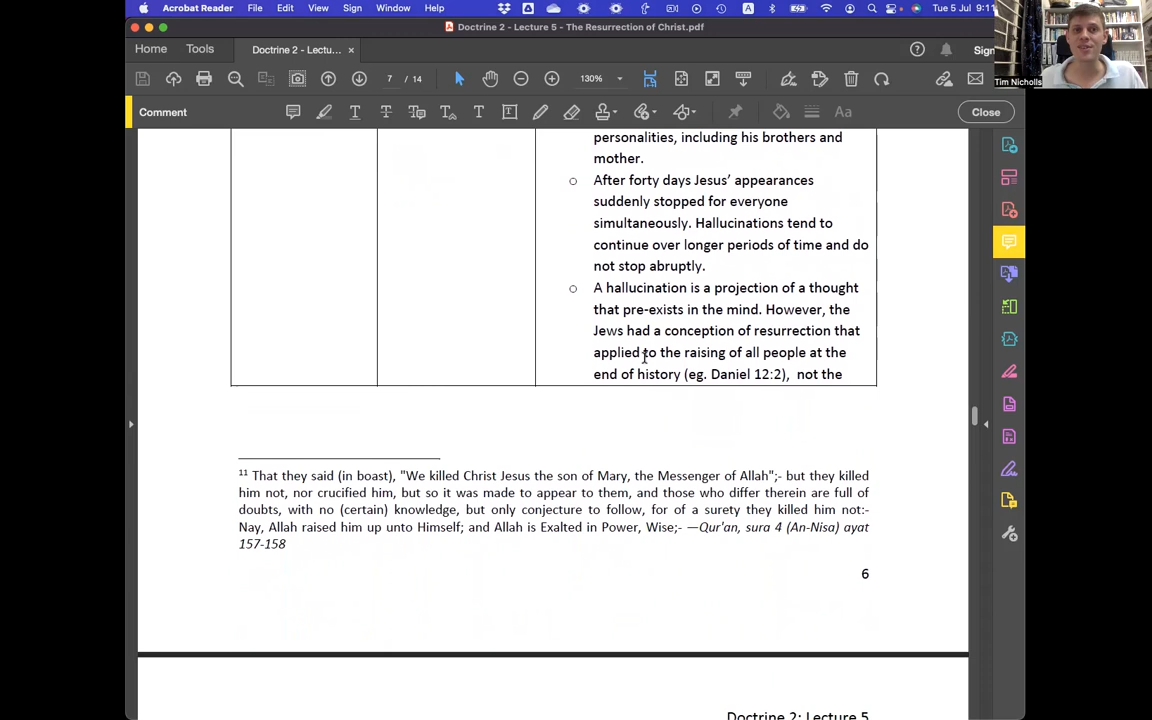 Acrobat Reader File Edit View Sign Window Help Tue 5 Jul 9:11
Doctrine 2 - Lecture 5 - The Resurrection of Christ.pdf
Home Tools Doctrine 2 - Lectu... × Sign
7 / 14 130%
Tim Nicholls
Comment Close
personalities, including his brothers and
mother.
○ After forty days Jesus’ appearances
suddenly stopped for everyone
simultaneously. Hallucinations tend to
continue over longer periods of time and do
not stop abruptly.
○ A hallucination is a projection of a thought
that pre-exists in the mind. However, the
Jews had a conception of resurrection that
applied to the raising of all people at the
end of history (eg. Daniel 12:2), not the
11 That they said (in boast), "We killed Christ Jesus the son of Mary, the Messenger of Allah";- but they killed
him not, nor crucified him, but so it was made to appear to them, and those who differ therein are full of
doubts, with no (certain) knowledge, but only conjecture to follow, for of a surety they killed him not:-
Nay, Allah raised him up unto Himself; and Allah is Exalted in Power, Wise;- —Qur'an, sura 4 (An-Nisa) ayat
157-158
6
Doctrine 2: Lecture 5